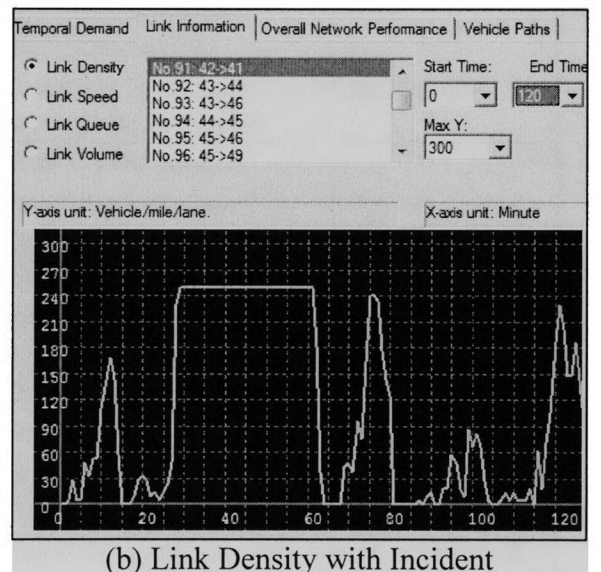 Temporal Demand Link Information Overall Network Performance Vehicle Paths
Link Density
Link Speed
Link Queue
Link Volume
No.91: 42->41
No.92: 43->44
No.93: 43->46
No.94: 44->45
No.95: 45->46
No.96: 45->49
Start Time: End Time
0 120
Max Y:
300
Y-axis unit: Vehicle/mile/lane. X-axis unit: Minute
300
270
240
210
180
150
120
90
60
30
0
0 20 40 60 80 100 120
(b) Link Density with Incident